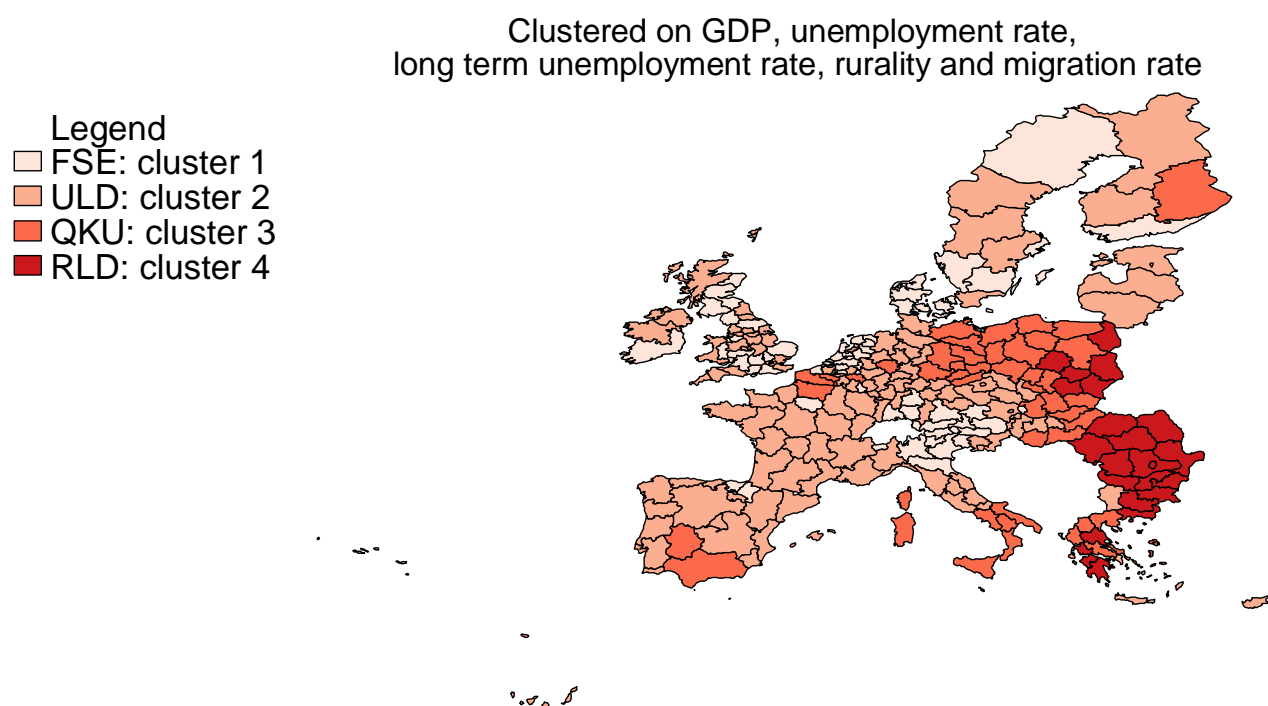 Clustered on GDP, unemployment rate,
long term unemployment rate, rurality and migration rate
Legend
FSE: cluster 1
ULD: cluster 2
QKU: cluster 3
RLD: cluster 4